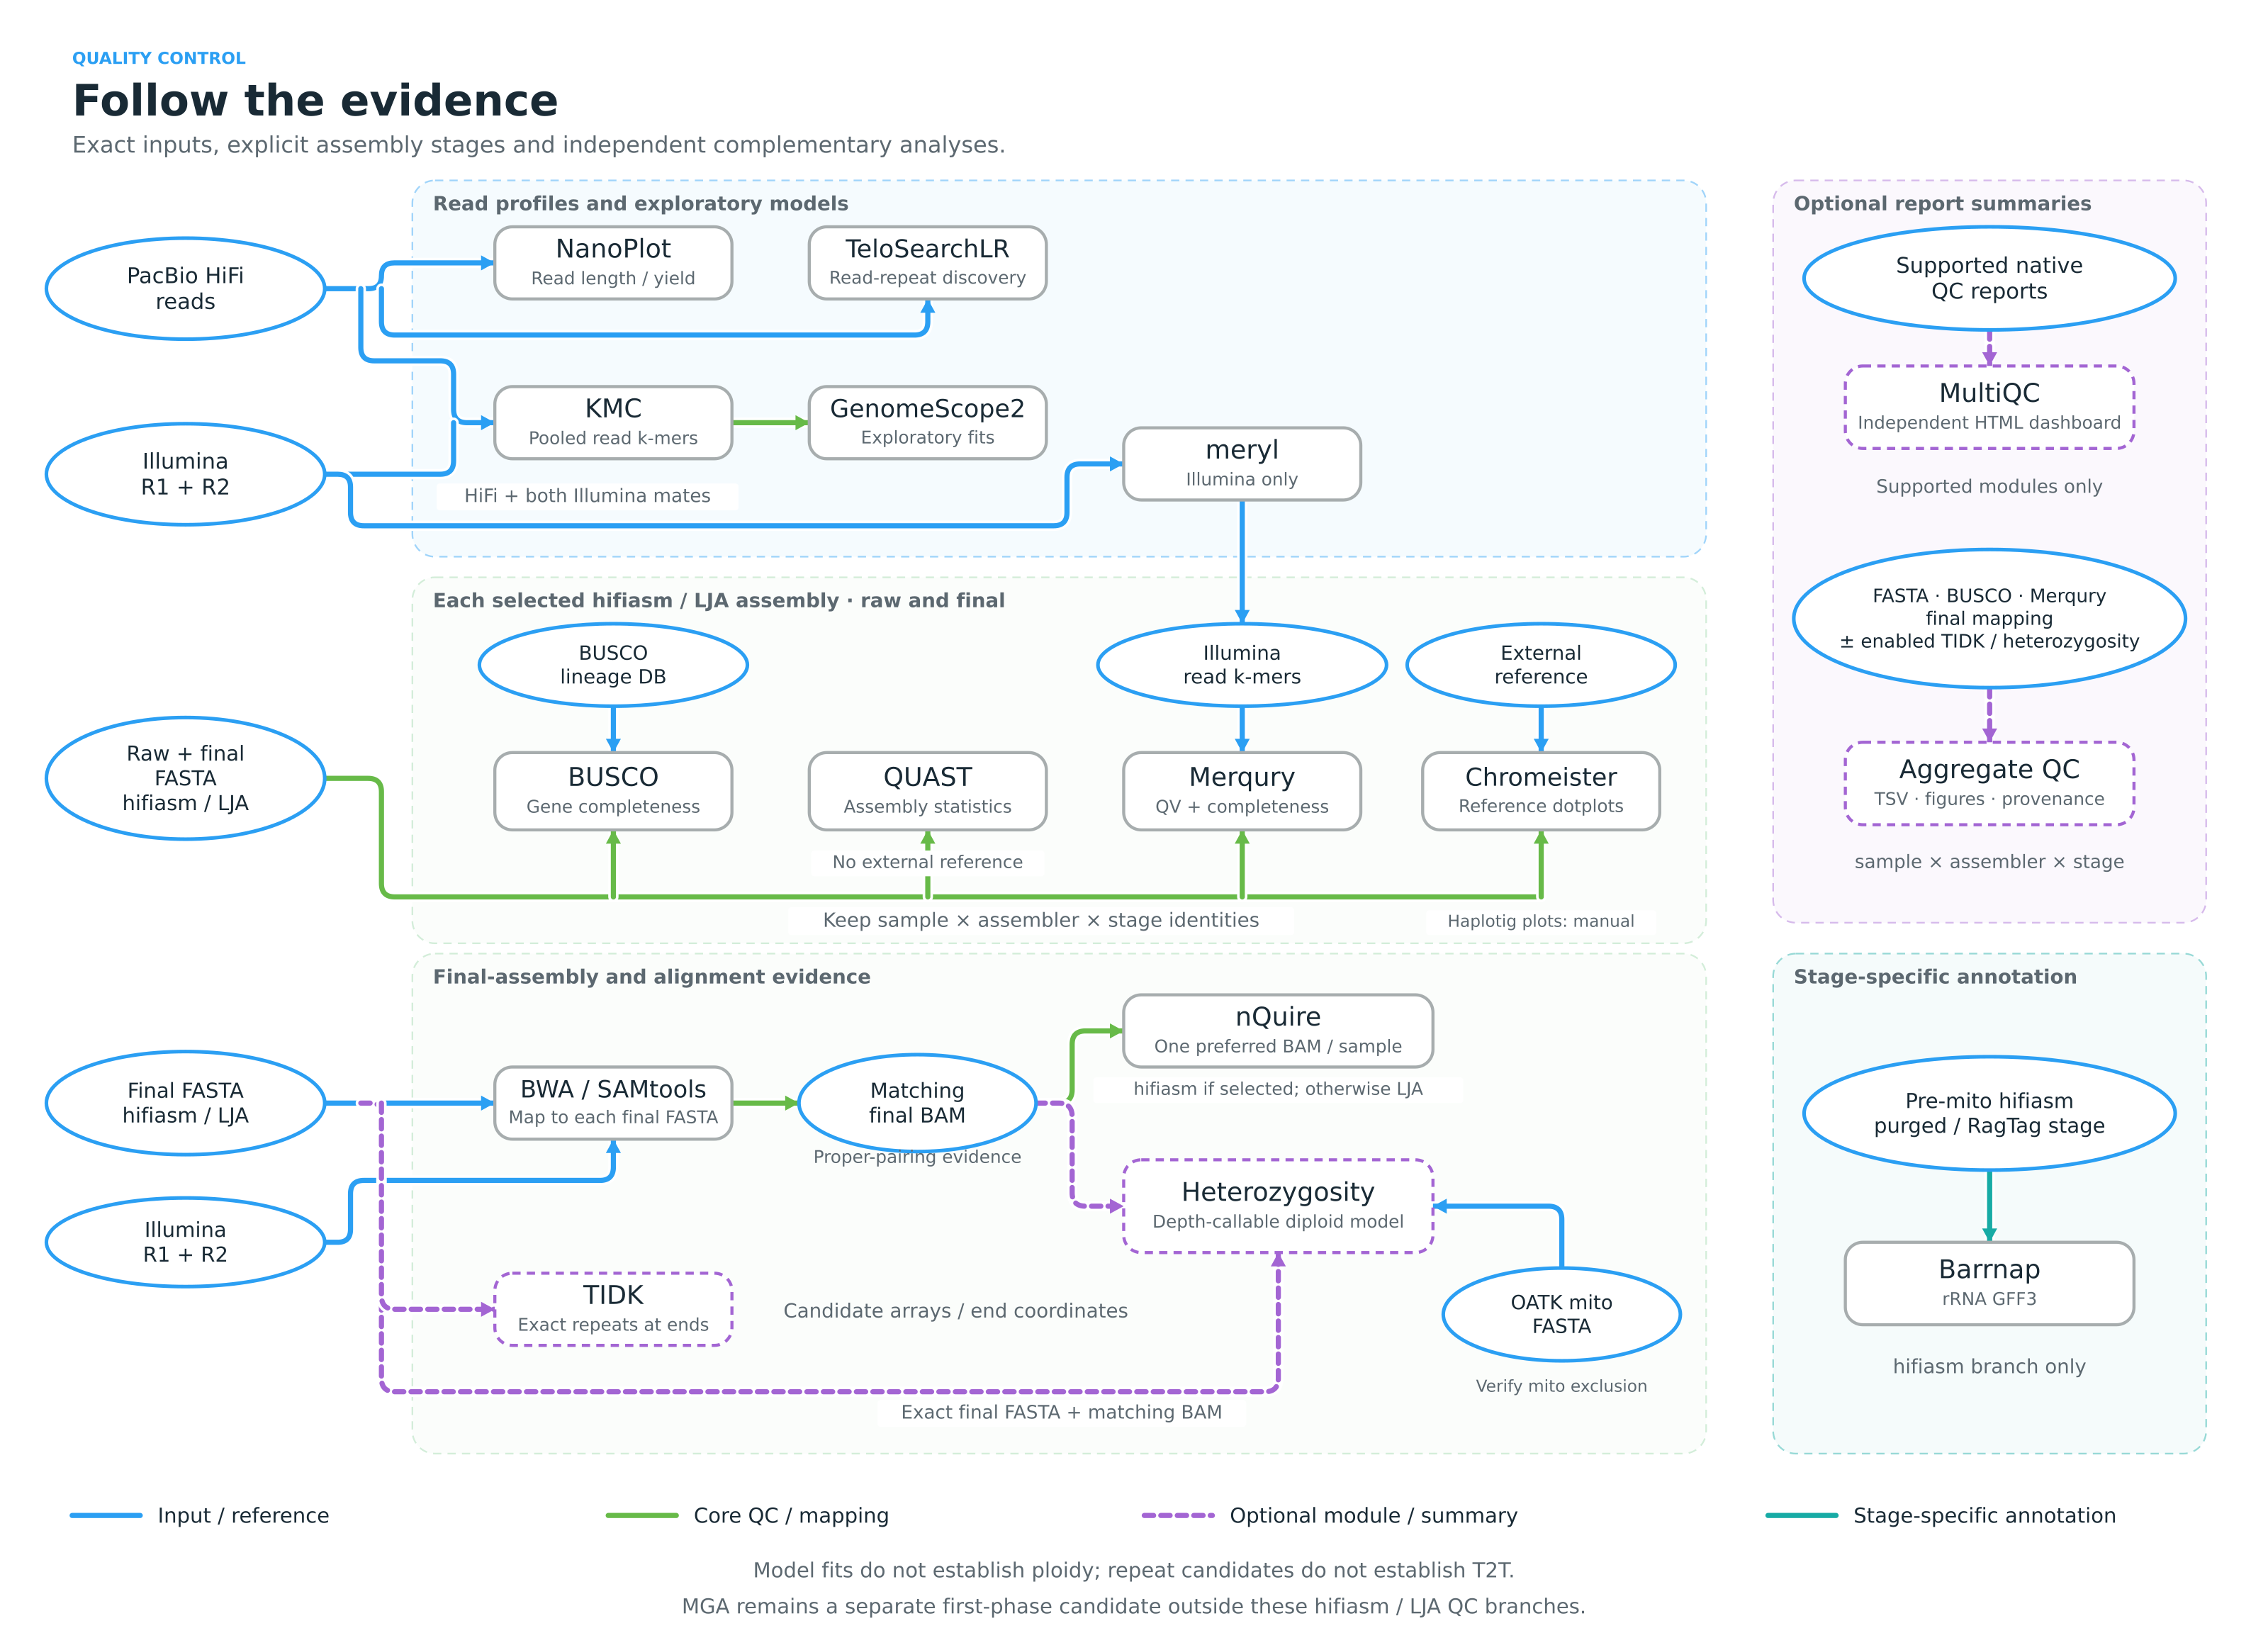 QUALITY CONTROL
Follow the evidence
Exact inputs, explicit assembly stages and independent complementary analyses.
Read profiles and exploratory models
PacBio HiFi
reads
NanoPlot
Read length / yield
TeloSearchLR
Read-repeat discovery
Illumina
R1 + R2
KMC
Pooled read k-mers
GenomeScope2
Exploratory fits
meryl
Illumina only
HiFi + both Illumina mates
Each selected hifiasm / LJA assembly · raw and final
BUSCO
lineage DB
Illumina
read k-mers
External
reference
Raw + final
FASTA
hifiasm / LJA
BUSCO
Gene completeness
QUAST
Assembly statistics
Merqury
QV + completeness
Chromeister
Reference dotplots
No external reference
Keep sample × assembler × stage identities
Haplotig plots: manual
Final-assembly and alignment evidence
nQuire
One preferred BAM / sample
hifiasm if selected; otherwise LJA
Final FASTA
hifiasm / LJA
BWA / SAMtools
Map to each final FASTA
Matching
final BAM
Proper-pairing evidence
Illumina
R1 + R2
Heterozygosity
Depth-callable diploid model
TIDK
Exact repeats at ends
Candidate arrays / end coordinates
OATK mito
FASTA
Verify mito exclusion
Exact final FASTA + matching BAM
Optional report summaries
Supported native
QC reports
MultiQC
Independent HTML dashboard
Supported modules only
FASTA · BUSCO · Merqury
final mapping
± enabled TIDK / heterozygosity
Aggregate QC
TSV · figures · provenance
sample × assembler × stage
Stage-specific annotation
Pre-mito hifiasm
purged / RagTag stage
Barrnap
rRNA GFF3
hifiasm branch only
Input / reference
Core QC / mapping
Optional module / summary
Stage-specific annotation
Model fits do not establish ploidy; repeat candidates do not establish T2T.
MGA remains a separate first-phase candidate outside these hifiasm / LJA QC branches.